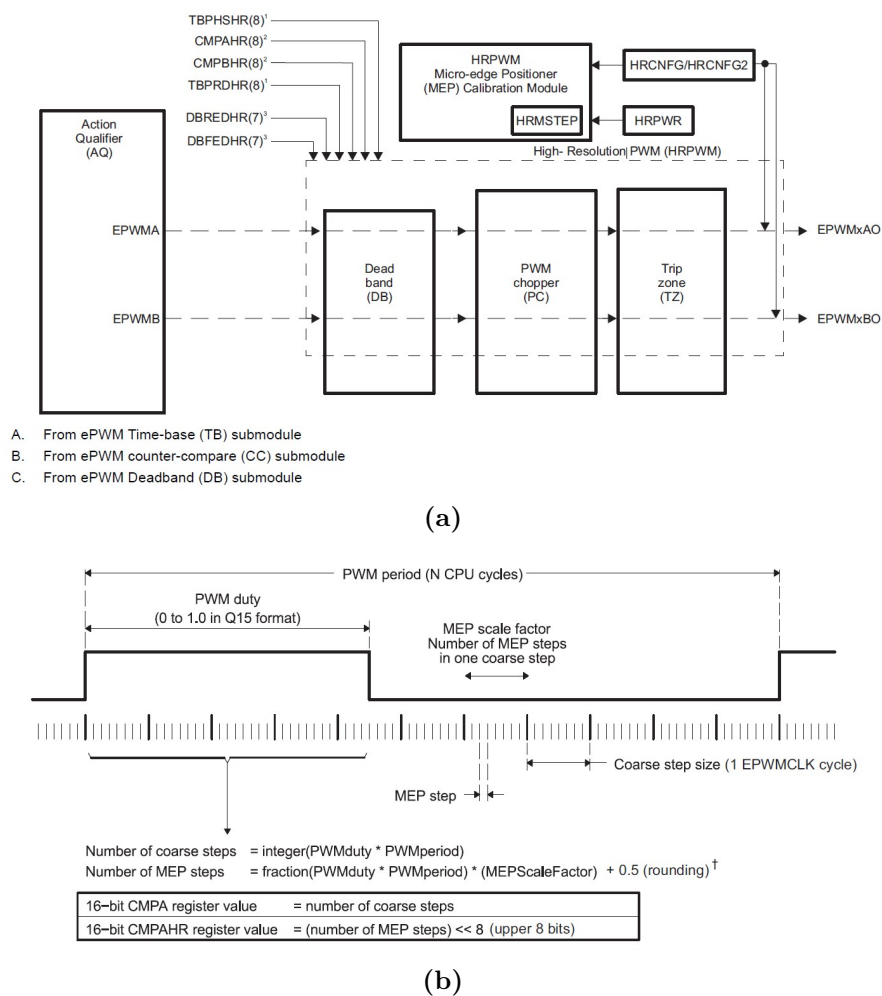 TBPHSHR(8)¹
CMPAHR(8)²
CMPBHR(8)²
TBPRDHR(8)¹
DBREDHR(7)³
DBFEDHR(7)³
HRPWM
Micro-edge Positioner
(MEP) Calibration Module
HRMSTEP
HRCNFG/HRCNFG2
HRPWR
High- Resolution PWM (HRPWM)
Action
Qualifier
(AQ)
EPWMA
EPWMB
Dead
band
(DB)
PWM
chopper
(PC)
Trip
zone
(TZ)
EPWMxAO
EPWMxBO
A. From ePWM Time-base (TB) submodule
B. From ePWM counter-compare (CC) submodule
C. From ePWM Deadband (DB) submodule
(a)
PWM period (N CPU cycles)
PWM duty
(0 to 1.0 in Q15 format)
MEP scale factor
Number of MEP steps
in one coarse step
Coarse step size (1 EPWMCLK cycle)
MEP step
Number of coarse steps = integer(PWMduty * PWMperiod)
Number of MEP steps = fraction(PWMduty * PWMperiod) * (MEPScaleFactor) + 0.5 (rounding) †
16−bit CMPA register value = number of coarse steps
16−bit CMPAHR register value = (number of MEP steps) << 8 (upper 8 bits)
(b)